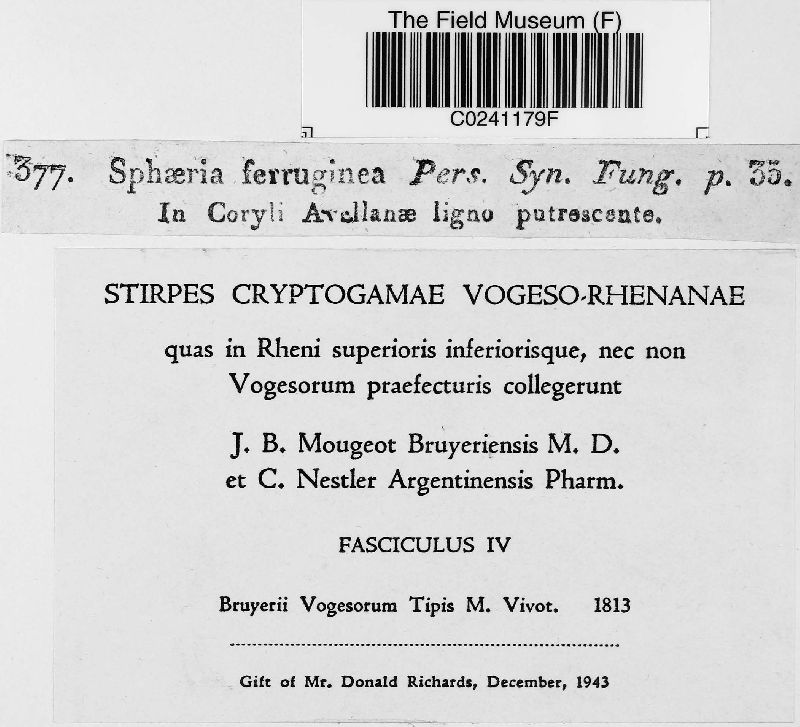 The Field Museum (F)
C0241179F
377. Sphæria ferruginea Pers. Syn. Fung. p. 35.
In Coryli Avellanæ ligno putrescente.
STIRPES CRYPTOGAMAE VOGESO-RHENANAE
quas in Rheni superioris inferiorisque, nec non
Vogesorum praefecturis collegerunt
J. B. Mougeot Bruyeriensis M. D.
et C. Nestler Argentinensis Pharm.
FASCICULUS IV
Bruyerii Vogesorum Tipis M. Vivot. 1813
Gift of Mr. Donald Richards, December, 1943